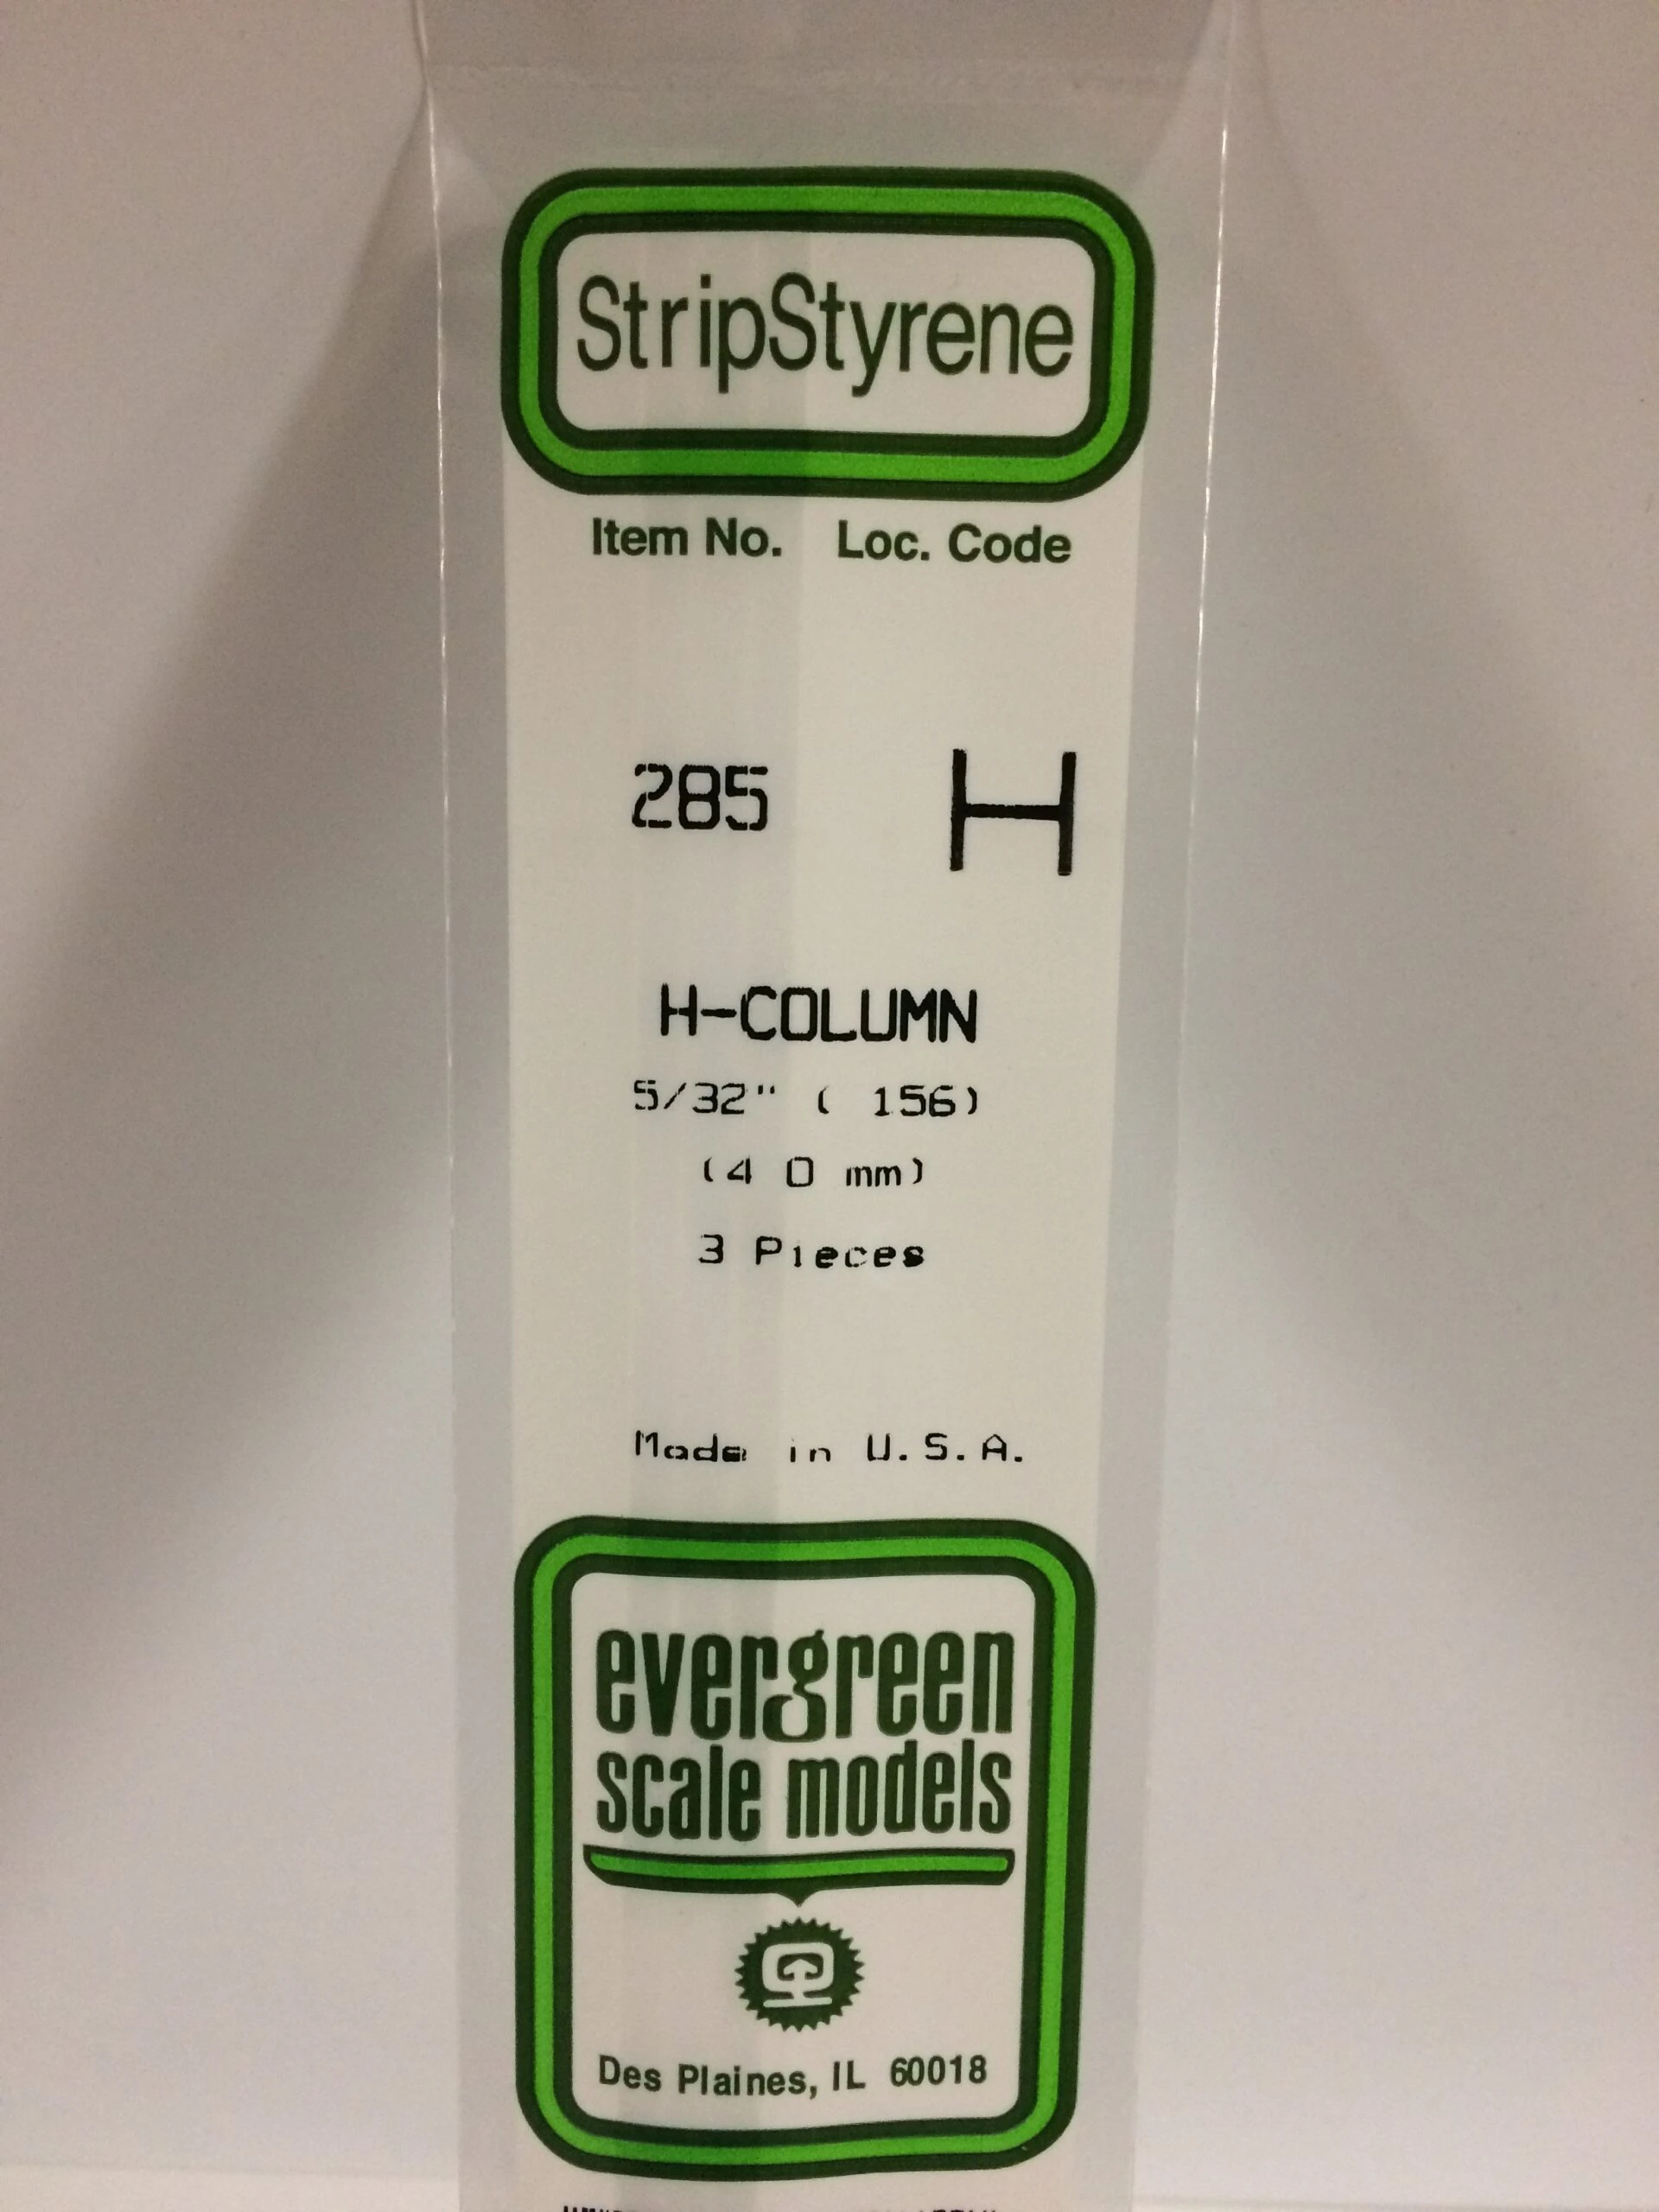 StripStyrene
Item No. Loc. Code
285 H
H-COLUMN
5/32" ( 156)
(4 0 mm)
3 Pieces
Made in U.S.A.
evergreen
scale models
Des Plaines, IL 60018